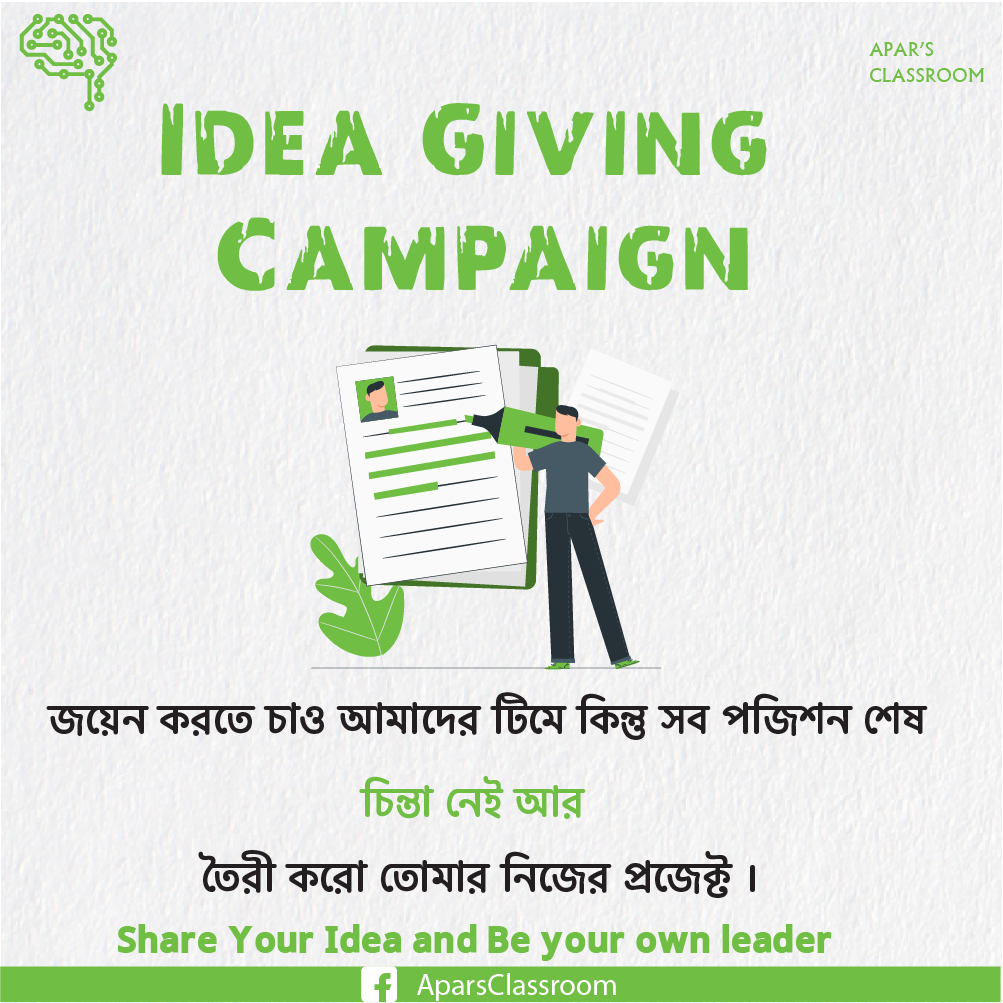 APAR'S
CLASSROOM
IDEA GIVING
CAMPAIGN
জয়েন করতে চাও আমাদের টিমে কিন্তু সব পজিশন শেষ
চিন্তা নেই আর
তৈরী করো তোমার নিজের প্রজেক্ট ।
Share Your Idea and Be your own leader
AparsClassroom